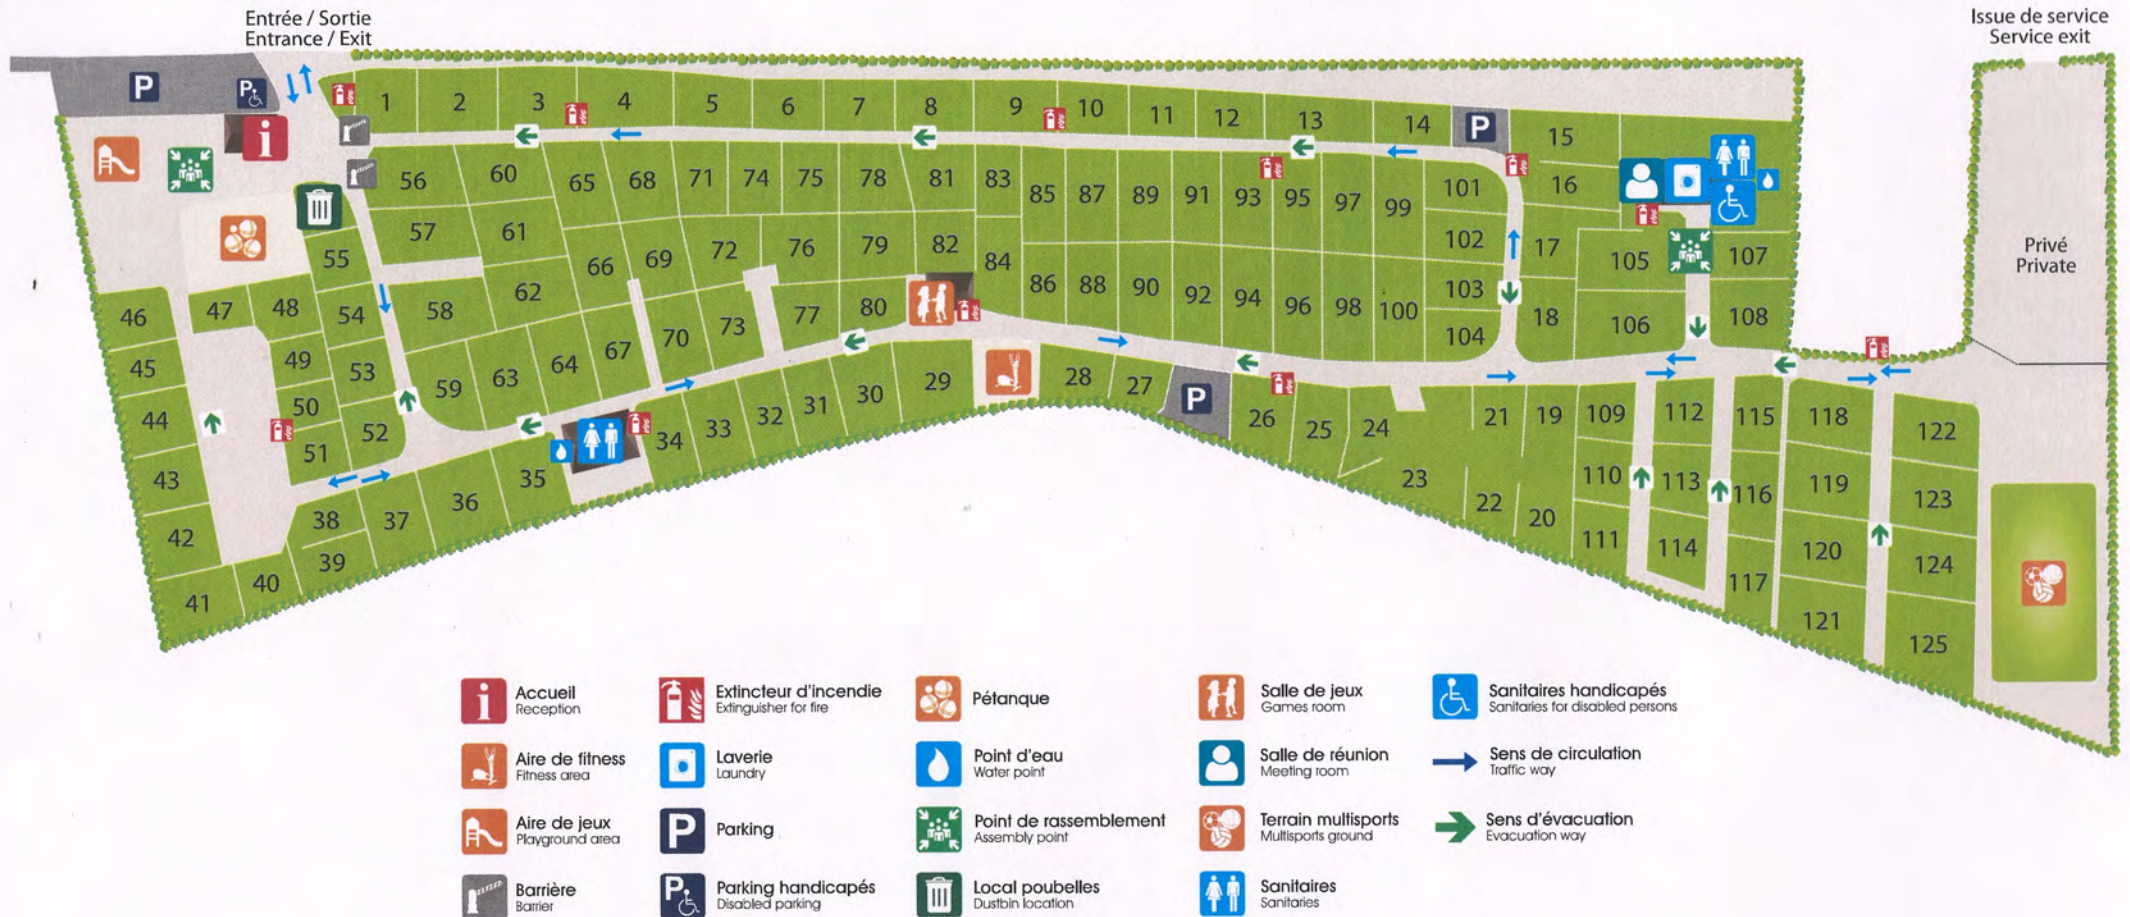 Entrée / Sortie
Entrance / Exit
Issue de service
Service exit
P
P
i
1 2 3 4 5 6 7 8 9 10 11 12 13 14 P 15
56 60 65 68 71 74 75 78 81 83 85 87 89 91 93 95 97 99 101 16
57 61 66 69 72 76 79 82 84 102 17 105 107
Privé
Private
55 58 62 70 73 77 80 86 88 90 92 94 96 98 100 103 18 106 108
46 47 48 54 59 63 64 67 104
45 49 53
44 50 52
43 51
42 38 37 36 35 34 33 32 31 30 29 28 27 P 26 25 24 21 19 109 112 115 118 122
41 40 39 23 22 20 110 113 116 119 123
111 114 117 120 124
121 125
i
Accueil
Reception
Extincteur d'incendie
Extinguisher for fire
Pétanque
Salle de jeux
Games room
Sanitaires handicapés
Sanitaries for disabled persons
Aire de fitness
Fitness area
Laverie
Laundry
Point d'eau
Water point
Salle de réunion
Meeting room
Sens de circulation
Traffic way
Aire de jeux
Playground area
P
Parking
Point de rassemblement
Assembly point
Terrain multisports
Multisports ground
Sens d'évacuation
Evacuation way
Barrière
Barrier
P
Parking handicapés
Disabled parking
Local poubelles
Dustbin location
Sanitaires
Sanitaries